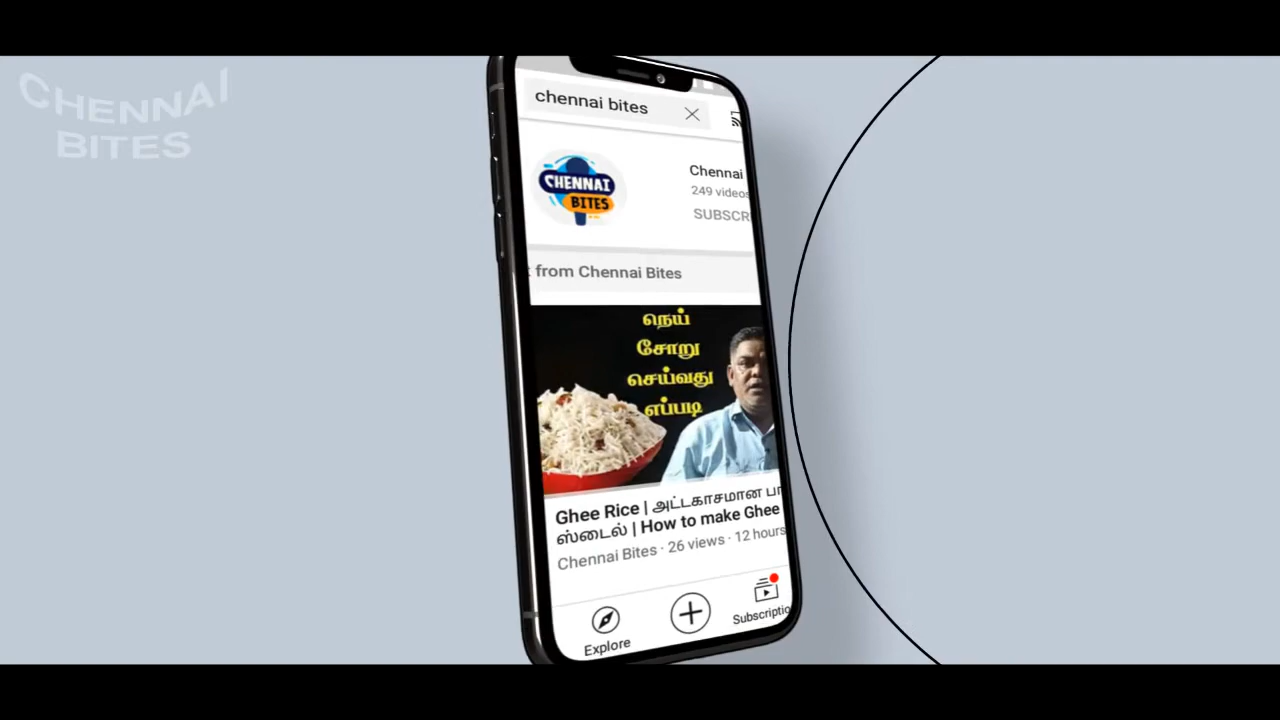 CHENNAI
BITES
chennai bites
CHENNAI
BITES
Chennai
249 videos
SUBSCR
from Chennai Bites
நெய்
சோறு
செய்வது
எப்படி
Ghee Rice | அட்டகாசமான பா
ஸ்டைல் | How to make Ghee
Chennai Bites · 26 views · 12 hours
Explore
Subscriptio